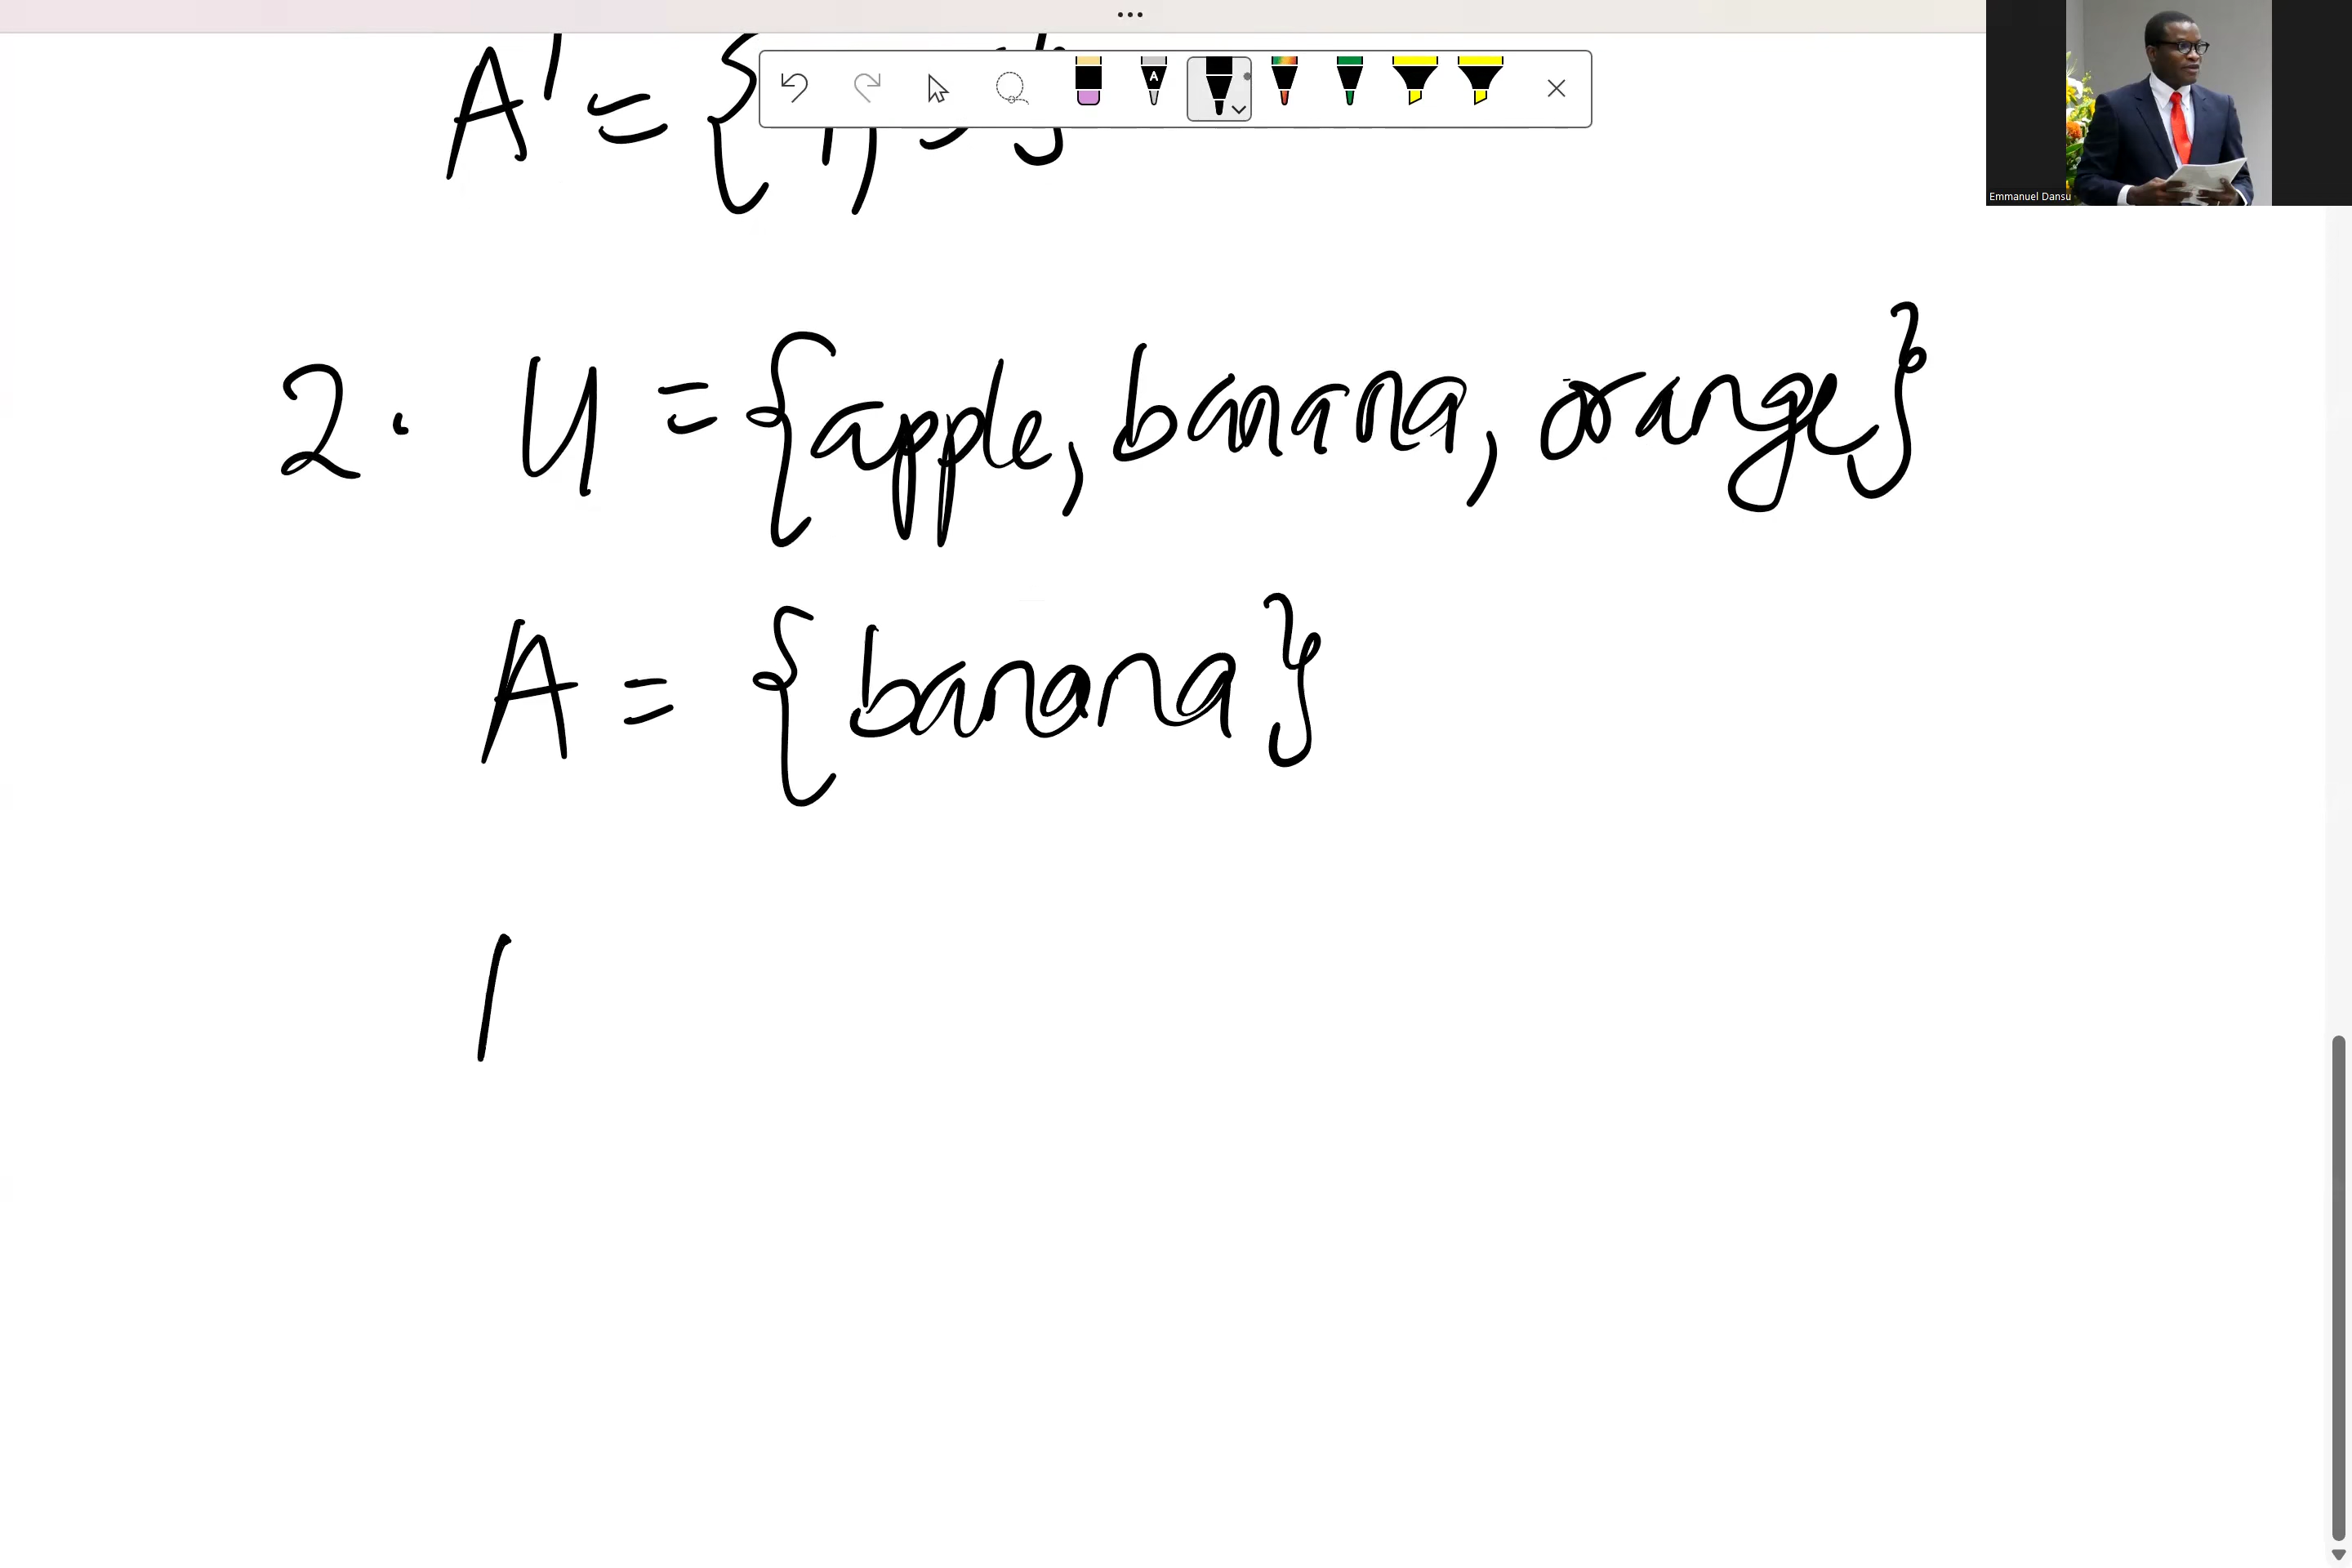 A' = {
Emmanuel Dansu
2. U = {apple, banana, orange}
A = {banana}